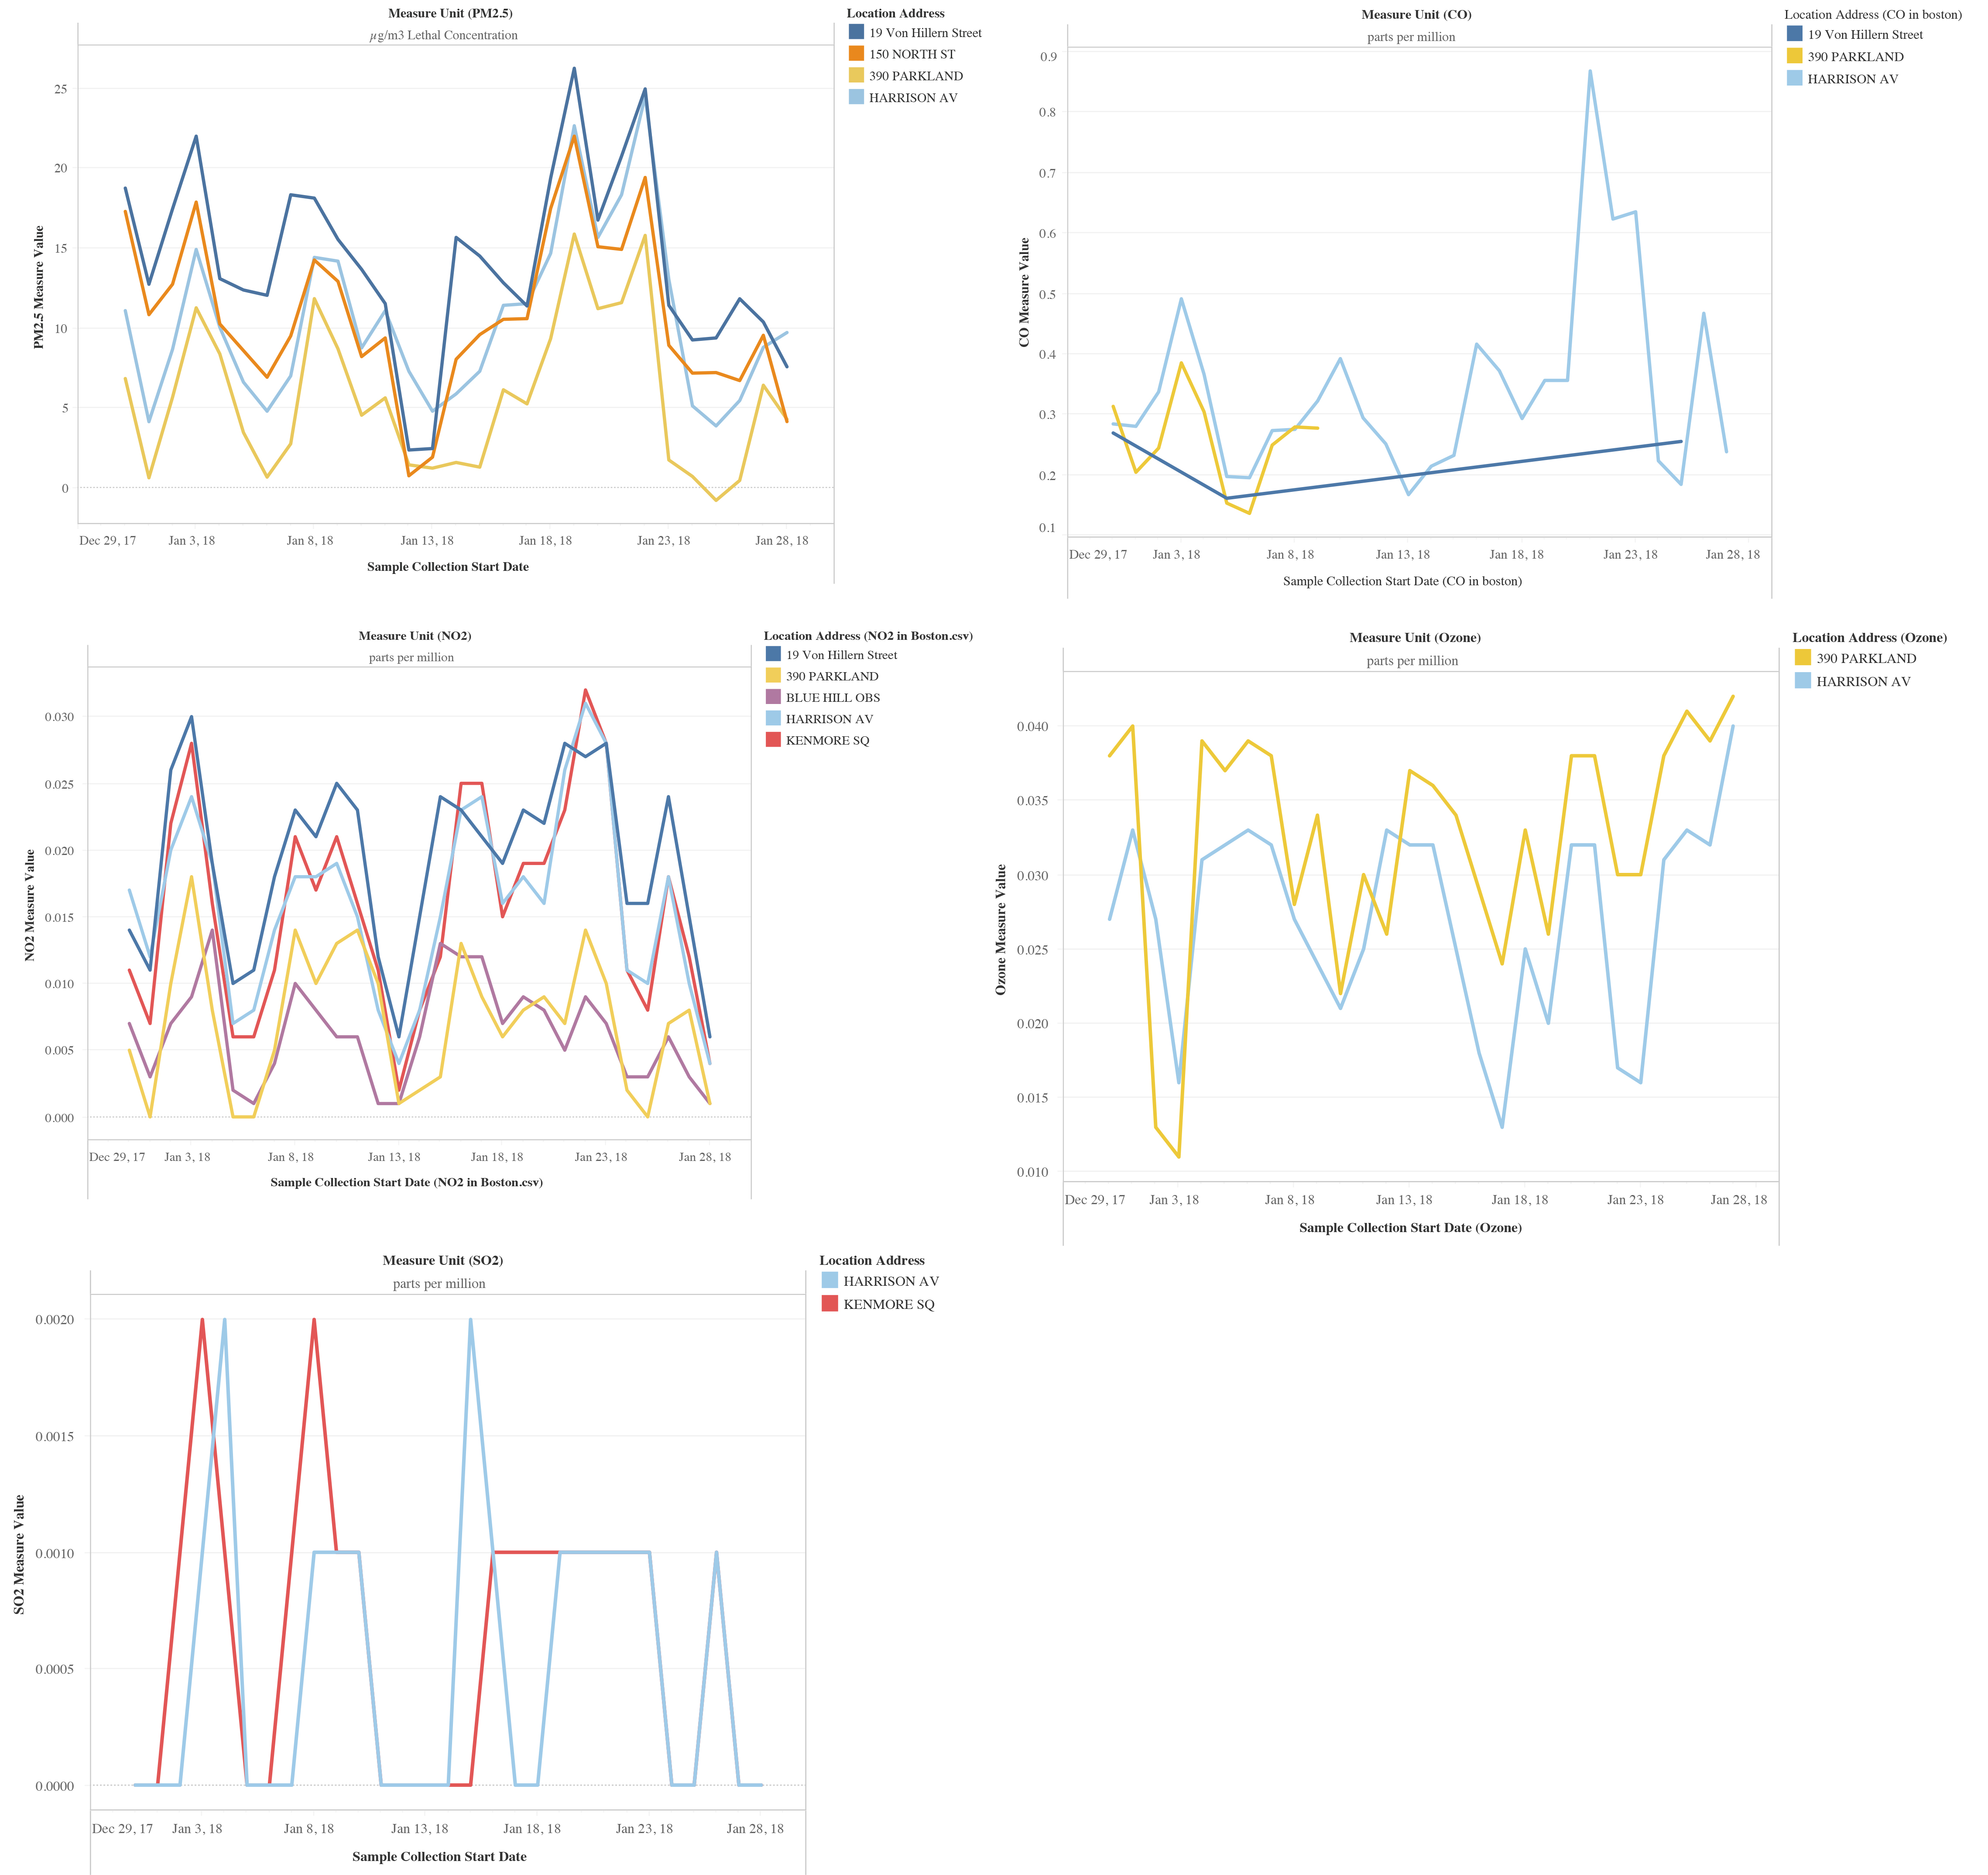 Measure Unit (PM2.5)
µg/m3 Lethal Concentration
Location Address
19 Von Hillern Street
150 NORTH ST
390 PARKLAND
HARRISON AV
25
20
15
10
5
0
PM2.5 Measure Value
Dec 29, 17 Jan 3, 18 Jan 8, 18 Jan 13, 18 Jan 18, 18 Jan 23, 18 Jan 28, 18
Sample Collection Start Date
Measure Unit (CO)
parts per million
Location Address (CO in boston)
19 Von Hillern Street
390 PARKLAND
HARRISON AV
0.9
0.8
0.7
0.6
0.5
0.4
0.3
0.2
0.1
CO Measure Value
Dec 29, 17 Jan 3, 18 Jan 8, 18 Jan 13, 18 Jan 18, 18 Jan 23, 18 Jan 28, 18
Sample Collection Start Date (CO in boston)
Measure Unit (NO2)
parts per million
Location Address (NO2 in Boston.csv)
19 Von Hillern Street
390 PARKLAND
BLUE HILL OBS
HARRISON AV
KENMORE SQ
0.030
0.025
0.020
0.015
0.010
0.005
0.000
NO2 Measure Value
Dec 29, 17 Jan 3, 18 Jan 8, 18 Jan 13, 18 Jan 18, 18 Jan 23, 18 Jan 28, 18
Sample Collection Start Date (NO2 in Boston.csv)
Measure Unit (Ozone)
parts per million
Location Address (Ozone)
390 PARKLAND
HARRISON AV
0.040
0.035
0.030
0.025
0.020
0.015
0.010
Ozone Measure Value
Dec 29, 17 Jan 3, 18 Jan 8, 18 Jan 13, 18 Jan 18, 18 Jan 23, 18 Jan 28, 18
Sample Collection Start Date (Ozone)
Measure Unit (SO2)
parts per million
Location Address
HARRISON AV
KENMORE SQ
0.0020
0.0015
0.0010
0.0005
0.0000
SO2 Measure Value
Dec 29, 17 Jan 3, 18 Jan 8, 18 Jan 13, 18 Jan 18, 18 Jan 23, 18 Jan 28, 18
Sample Collection Start Date